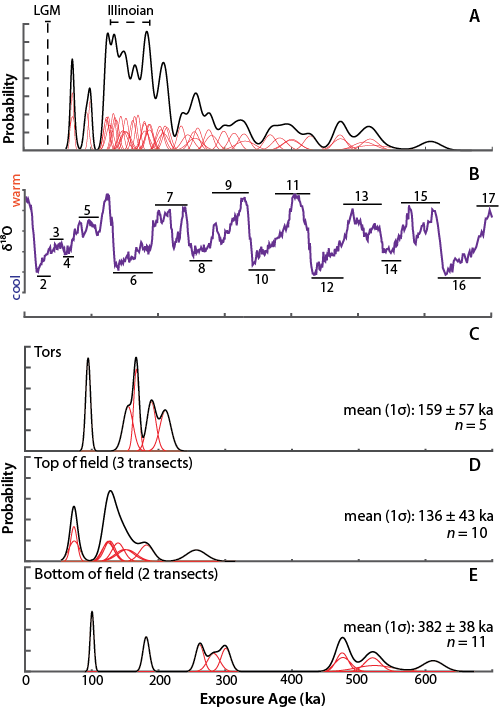 LGM Illinoian A
Probability
B
warm
δ¹⁸O
cool
2 3 4 5 6 7 8 9 10 11 12 13 14 15 16 17
C
Tors
mean (1σ): 159 ± 57 ka
n = 5
D
Top of field (3 transects)
mean (1σ): 136 ± 43 ka
n = 10
Probability
E
Bottom of field (2 transects)
mean (1σ): 382 ± 38 ka
n = 11
0 100 200 300 400 500 600
Exposure Age (ka)